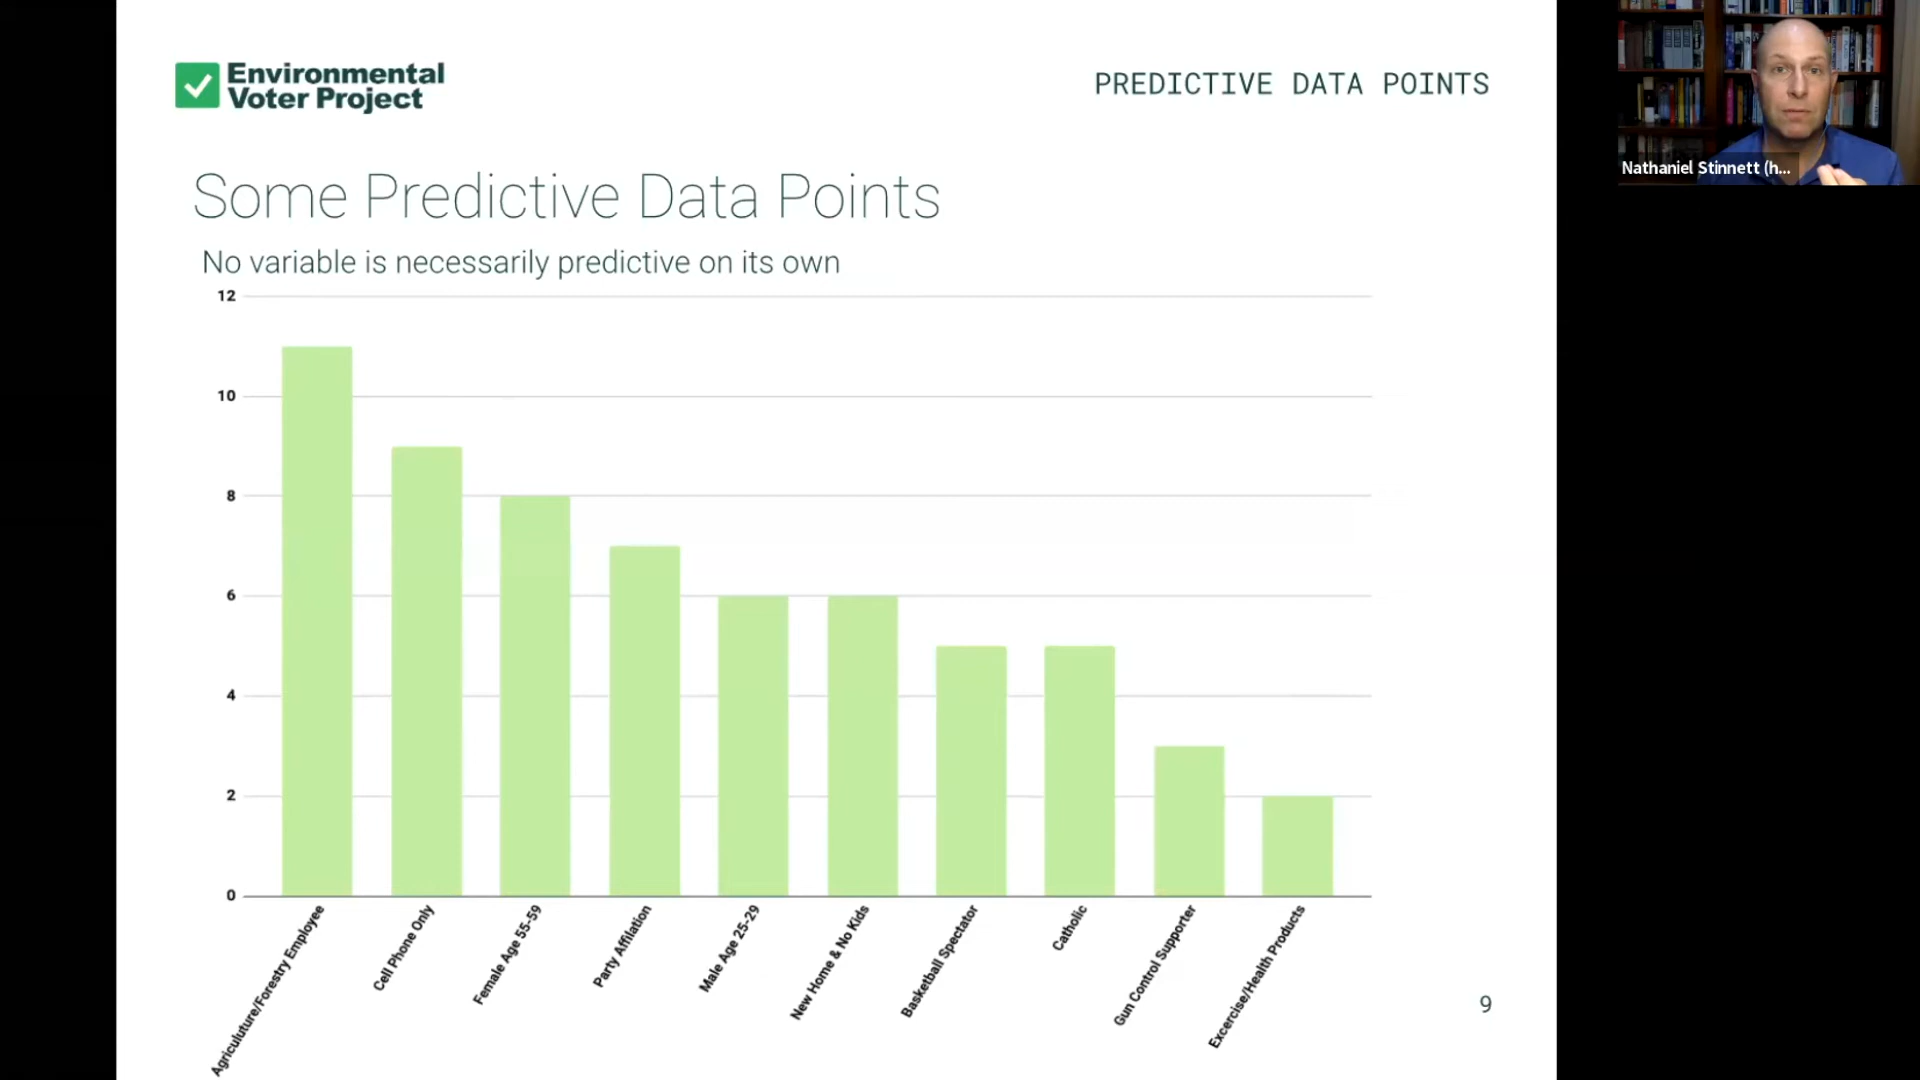 Environmental
Voter Project
PREDICTIVE DATA POINTS
Nathaniel Stinnett (h...
Some Predictive Data Points
No variable is necessarily predictive on its own
12
10
8
6
4
2
0
Agriculuture/Forestry Employee
Cell Phone Only
Female Age 55-59
Party Affilation
Male Age 25-29
New Home & No Kids
Basketball Spectator
Catholic
Gun Control Supporter
Excercise/Health Products
9